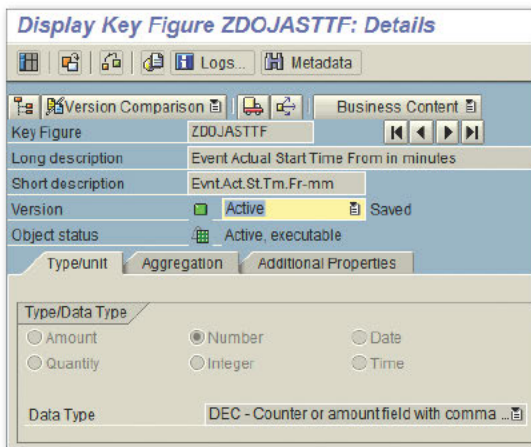 Display Key Figure ZDOJASTTF: Details
Logs... Metadata
Version Comparison Business Content
Key Figure ZDOJASTTF
Long description Event Actual Start Time From in minutes
Short description Evnt.Act.St.Tm.Fr-mm
Version Active Saved
Object status Active, executable
Type/unit Aggregation Additional Properties
Type/Data Type
Amount Number Date
Quantity Integer Time
Data Type DEC - Counter or amount field with comma ...